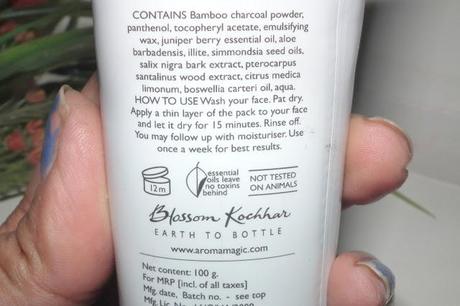 CONTAINS Bamboo charcoal powder,
panthenol, tocopheryl acetate, emulsifying
wax, juniper berry essential oil, aloe
barbadensis, illite, simmondsia seed oils,
salix nigra bark extract, pterocarpus
santalinus wood extract, citrus medica
limonum, boswellia carteri oil, aqua.
HOW TO USE Wash your face. Pat dry.
Apply a thin layer of the pack to your face
and let it dry for 15 minutes. Rinse off.
You may follow up with moisturiser. Use
once a week for best results.
12m
essential
oils leave
no toxins
behind
NOT TESTED
ON ANIMALS
Blossom Kochhar
EARTH TO BOTTLE
www.aromamagic.com
Net content: 100 g.
For MRP [incl. of all taxes]
Mfg. date, Batch no. - see top
Mfg. Lic. No.